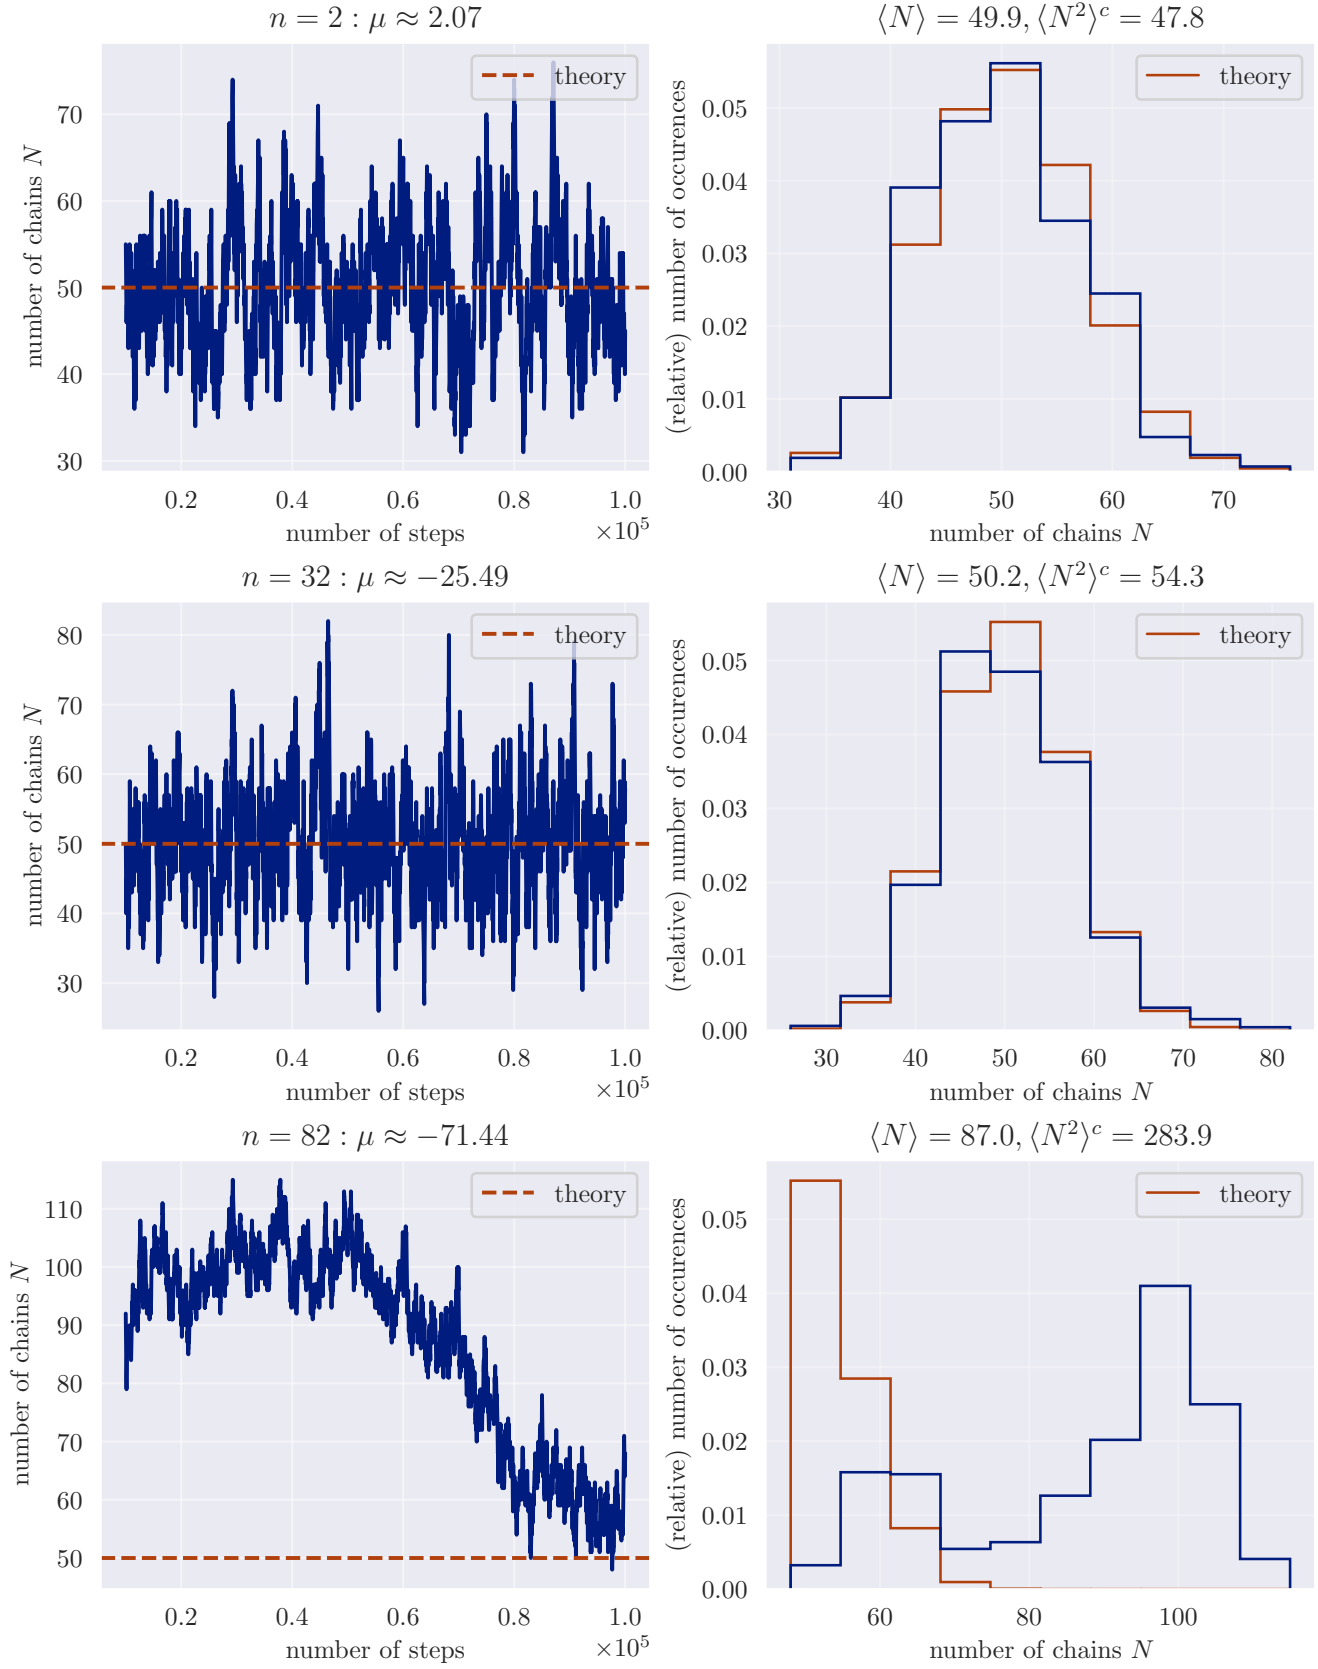 n = 2 : μ ≈ 2.07
number of chains N
70
60
50
40
30
theory
0.2 0.4 0.6 0.8 1.0
×10⁵
number of steps
⟨N⟩ = 49.9, ⟨N²⟩ᶜ = 47.8
(relative) number of occurences
0.05
0.04
0.03
0.02
0.01
0.00
theory
30 40 50 60 70
number of chains N
n = 32 : μ ≈ −25.49
number of chains N
80
70
60
50
40
30
theory
0.2 0.4 0.6 0.8 1.0
×10⁵
number of steps
⟨N⟩ = 50.2, ⟨N²⟩ᶜ = 54.3
(relative) number of occurences
0.05
0.04
0.03
0.02
0.01
0.00
theory
30 40 50 60 70 80
number of chains N
n = 82 : μ ≈ −71.44
number of chains N
110
100
90
80
70
60
50
theory
0.2 0.4 0.6 0.8 1.0
×10⁵
number of steps
⟨N⟩ = 87.0, ⟨N²⟩ᶜ = 283.9
(relative) number of occurences
0.05
0.04
0.03
0.02
0.01
0.00
theory
60 80 100
number of chains N